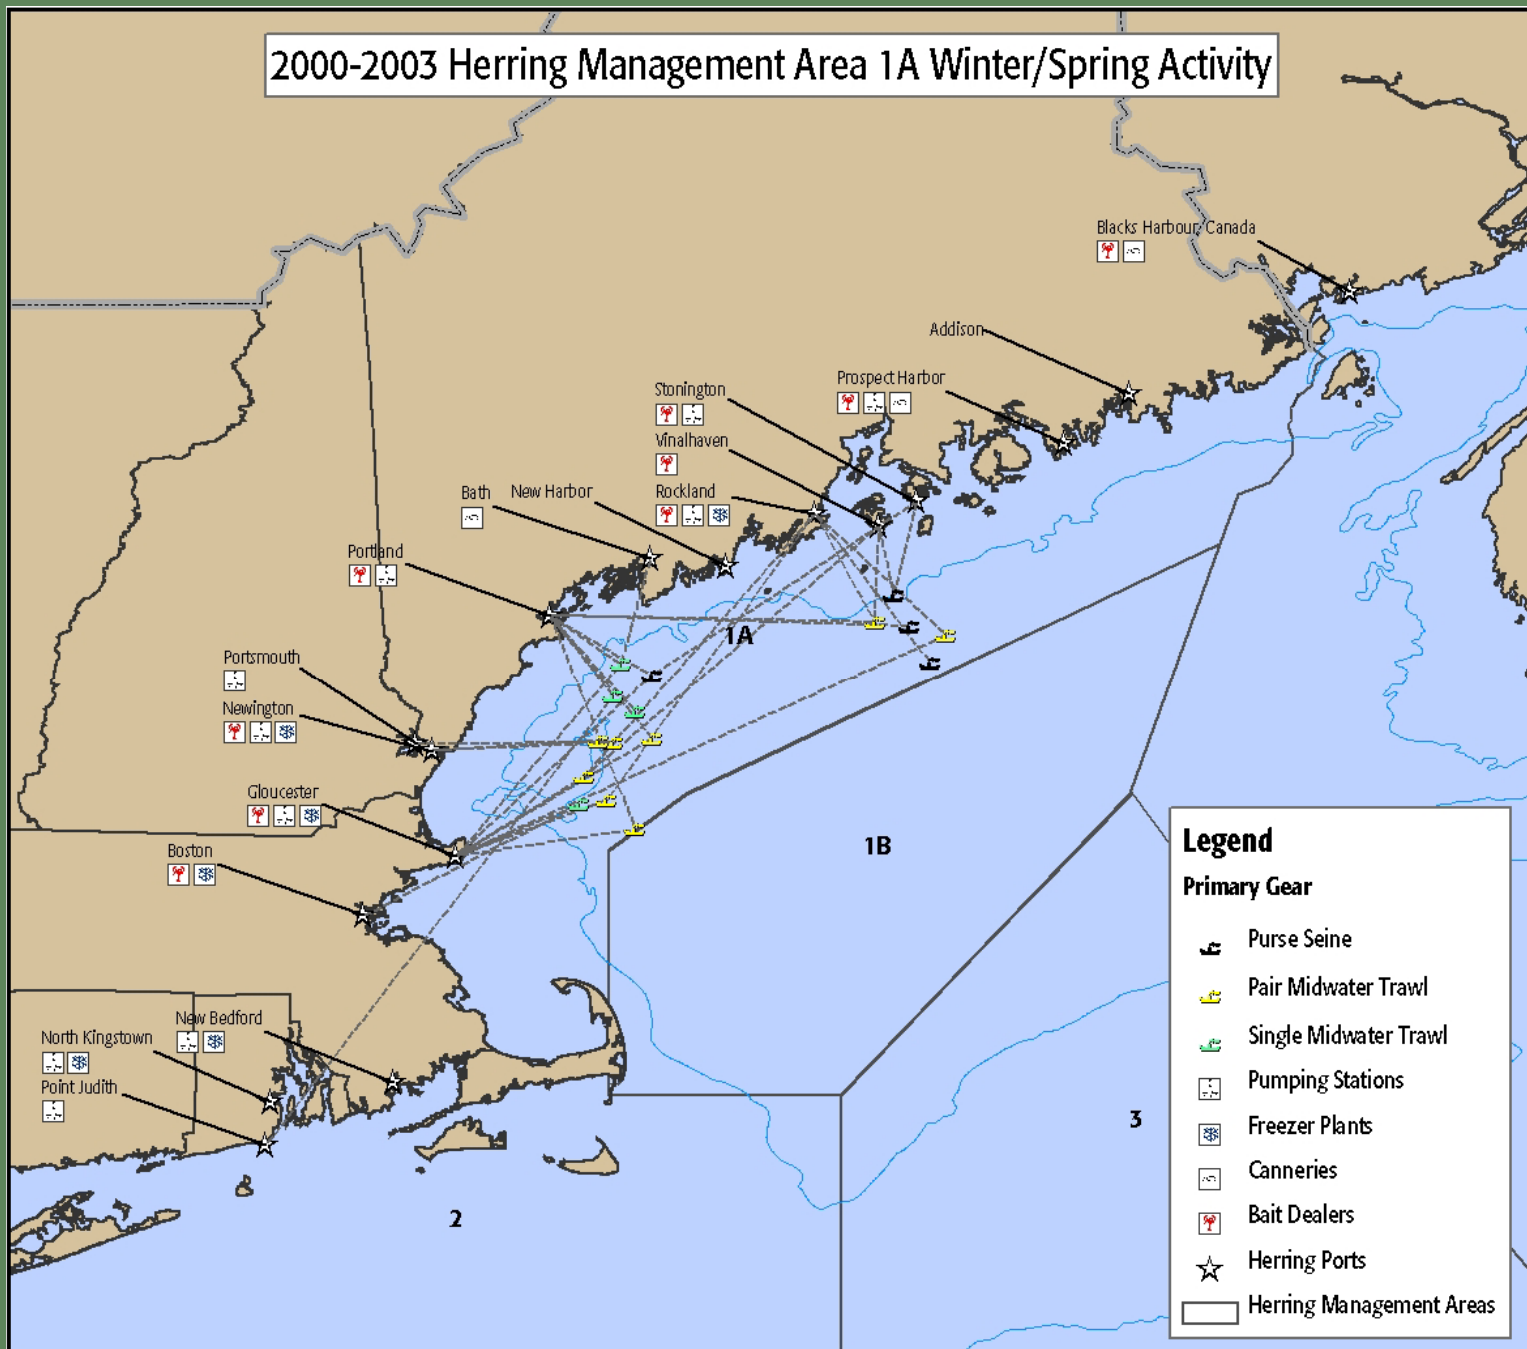 2000-2003 Herring Management Area 1A Winter/Spring Activity
Blacks Harbour, Canada
Addison
Prospect Harbor
Stonington
Vinalhaven
Rockland
Bath
New Harbor
Portland
1A
Portsmouth
Newington
Gloucester
Boston
1B
New Bedford
North Kingstown
Point Judith
3
2
Legend
Primary Gear
Purse Seine
Pair Midwater Trawl
Single Midwater Trawl
Pumping Stations
Freezer Plants
Canneries
Bait Dealers
Herring Ports
Herring Management Areas